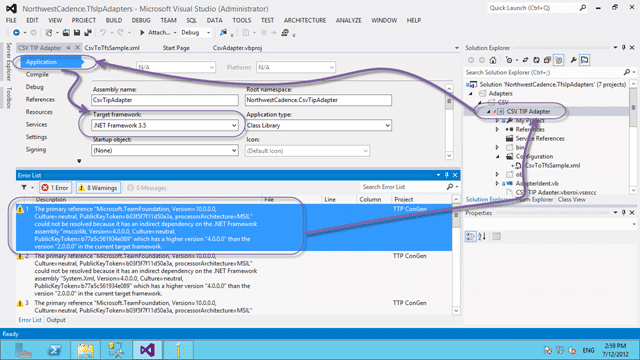 NorthwestCadence.TfsIpAdapters - Microsoft Visual Studio (Administrator)
Quick Launch (Ctrl+Q)
FILE EDIT VIEW PROJECT BUILD DEBUG TEAM SQL TOOLS TEST ARCHITECTURE ANALYZE WINDOW HELP
Attach... Debug
CSV TIP Adapter CsvToTfsSample.xml Start Page CsvAdapter.vbproj
Server Explorer
Toolbox
Application
Compile
Debug
References
Resources
Services
Settings
Signing
N/A Platform: N/A
Assembly name: Root namespace:
CsvTipAdapter NorthwestCadence.CsvTipAdapter
Target framework: Application type:
.NET Framework 3.5 Class Library
Startup object: Icon:
(None) (Default Icon)
Error List
1 Error 8 Warnings 0 Messages Search Error List
Description File Line Column Project
1 The primary reference "Microsoft.TeamFoundation, Version=10.0.0.0, TTP ConGen
Culture=neutral, PublicKeyToken=b03f5f7f11d50a3a, processorArchitecture=MSIL"
could not be resolved because it has an indirect dependency on the .NET Framework
assembly "mscorlib, Version=4.0.0.0, Culture=neutral,
PublicKeyToken=b77a5c561934e089" which has a higher version "4.0.0.0" than the
version "2.0.0.0" in the current target framework.
2 The primary reference "Microsoft.TeamFoundation, Version=10.0.0.0, TTP ConGen
Culture=neutral, PublicKeyToken=b03f5f7f11d50a3a, processorArchitecture=MSIL"
could not be resolved because it has an indirect dependency on the .NET Framework
assembly "System.Xml, Version=4.0.0.0, Culture=neutral,
PublicKeyToken=b77a5c561934e089" which has a higher version "4.0.0.0" than the
version "2.0.0.0" in the current target framework.
3 The primary reference "Microsoft.TeamFoundation, Version=10.0.0.0, TTP ConGen
Culture=neutral, PublicKeyToken=b03f5f7f11d50a3a, processorArchitecture=MSIL"
Error List Output
Solution Explorer
Search Solution Explorer (Ctrl+;)
Solution 'NorthwestCadence.TfsIpAdapters' (7 projects)
Adapters
CSV
CSV TIP Adapter
My Project
References
Service References
bin
Configuration
CsvToTfsSample.xml
obj
AdapterIdent.vb
CSV TIP Adapter.vbproj.vspscc
Solution Explorer Team Explorer Class View
Properties
Ready
2:59 PM
7/12/2012